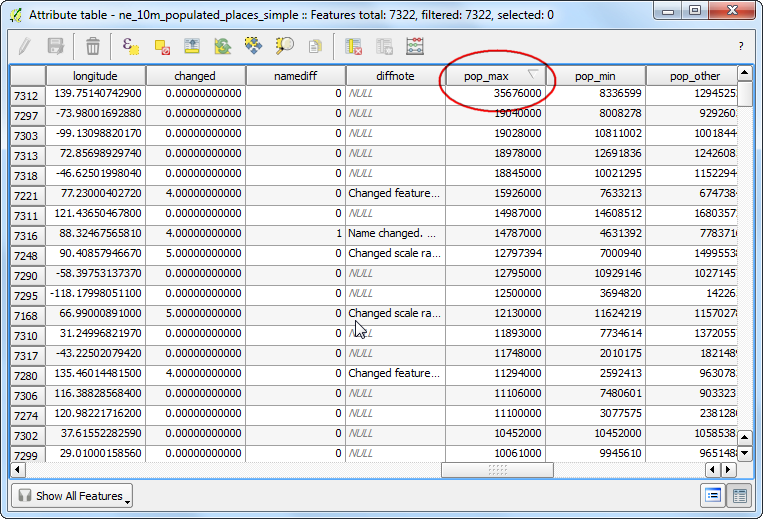 Attribute table - ne_10m_populated_places_simple :: Features total: 7322, filtered: 7322, selected: 0
?
longitude changed namediff diffnote pop_max pop_min pop_other
7312 139.75140742900 0.00000000000 0 NULL 35676000 8336599 12945252
7297 -73.98001692880 0.00000000000 0 NULL 19040000 8008278 929260
7303 -99.13098820170 0.00000000000 0 NULL 19028000 10811002 10018444
7313 72.85698929740 0.00000000000 0 NULL 18978000 12691836 1242608
7318 -46.62501998040 0.00000000000 0 NULL 18845000 10021295 11522944
7221 77.23000402720 4.00000000000 0 Changed feature... 15926000 7633213 674738
7311 121.43650467800 0.00000000000 0 NULL 14987000 14608512 1680357
7316 88.32467565810 4.00000000000 1 Name changed. ... 14787000 4631392 7783716
7248 90.40857946670 5.00000000000 0 Changed scale ra... 12797394 7000940 14995538
7290 -58.39753137370 0.00000000000 0 NULL 12795000 10929146 1027145
7295 -118.17998051100 0.00000000000 0 NULL 12500000 3694820 14226
7168 66.99000891000 5.00000000000 0 Changed scale ra... 12130000 11624219 11570278
7310 31.24996821970 0.00000000000 0 NULL 11893000 7734614 1372055
7317 -43.22502079420 0.00000000000 0 NULL 11748000 2010175 182148
7280 135.46014481500 4.00000000000 0 Changed feature... 11294000 2592413 963078
7306 116.38828568400 0.00000000000 0 NULL 11106000 7480601 903323
7274 120.98221716200 0.00000000000 0 NULL 11100000 3077575 238128
7302 37.61552282590 0.00000000000 0 NULL 10452000 10452000 1058538
7299 29.01000158560 0.00000000000 0 NULL 10061000 9945610 965148
Show All Features